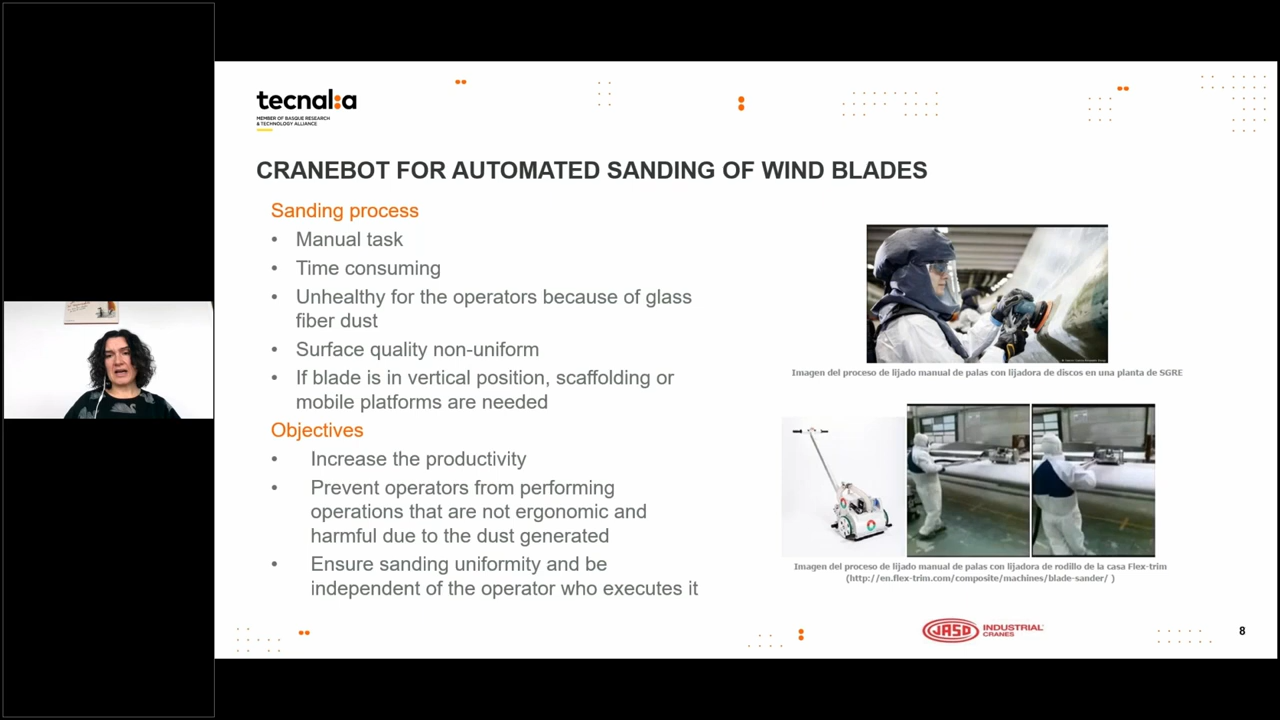 tecnal:a
MEMBER OF BASQUE RESEARCH
& TECHNOLOGY ALLIANCE
CRANEBOT FOR AUTOMATED SANDING OF WIND BLADES
Sanding process
• Manual task
• Time consuming
• Unhealthy for the operators because of glass
fiber dust
• Surface quality non-uniform
• If blade is in vertical position, scaffolding or
mobile platforms are needed
Objectives
• Increase the productivity
• Prevent operators from performing
operations that are not ergonomic and
harmful due to the dust generated
• Ensure sanding uniformity and be
independent of the operator who executes it
Imagen del proceso de lijado manual de palas con lijadora de discos en una planta de SGRE
Imagen del proceso de lijado manual de palas con lijadora de rodillo de la casa Flex-trim
(http://en.flex-trim.com/composite/machines/blade-sander/ )
JASO INDUSTRIAL
CRANES
8